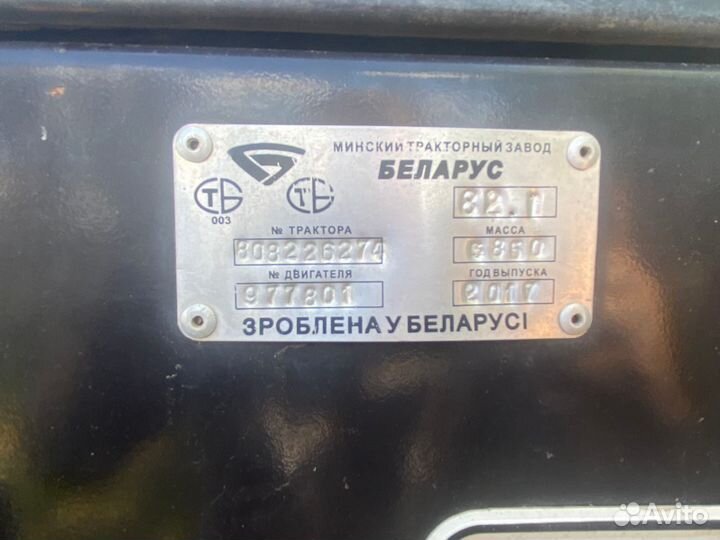 МИНСКИЙ ТРАКТОРНЫЙ ЗАВОД
БЕЛАРУС
003
82.1
№ ТРАКТОРА
МАССА
808226274
5850
№ ДВИГАТЕЛЯ
ГОД ВЫПУСКА
977801
2017
ЗРОБЛЕНА У БЕЛАРУСІ
Avito